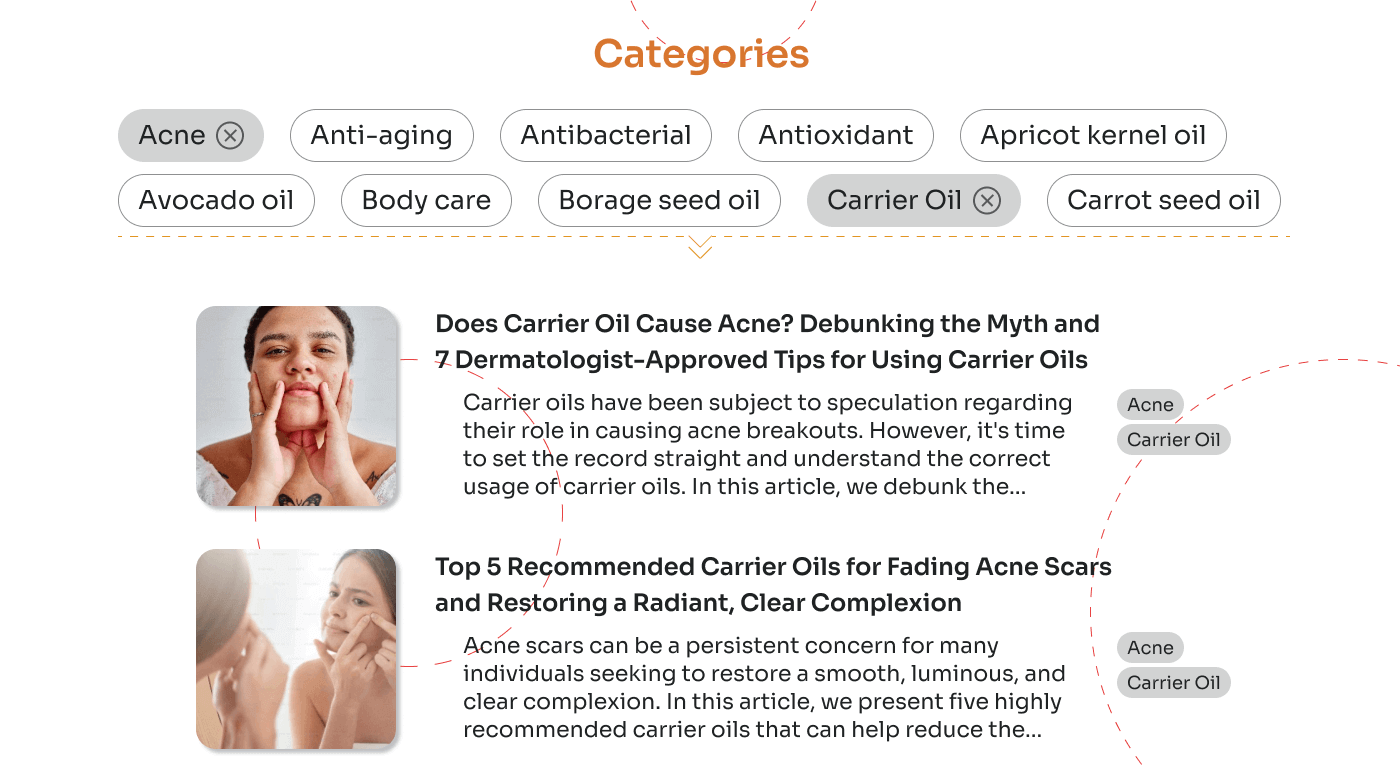 Categories
Acne Anti-aging Antibacterial Antioxidant Apricot kernel oil
Avocado oil Body care Borage seed oil Carrier Oil Carrot seed oil
Does Carrier Oil Cause Acne? Debunking the Myth and
7 Dermatologist-Approved Tips for Using Carrier Oils
Carrier oils have been subject to speculation regarding
their role in causing acne breakouts. However, it's time
to set the record straight and understand the correct
usage of carrier oils. In this article, we debunk the...
Acne
Carrier Oil
Top 5 Recommended Carrier Oils for Fading Acne Scars
and Restoring a Radiant, Clear Complexion
Acne scars can be a persistent concern for many
individuals seeking to restore a smooth, luminous, and
clear complexion. In this article, we present five highly
recommended carrier oils that can help reduce the...
Acne
Carrier Oil